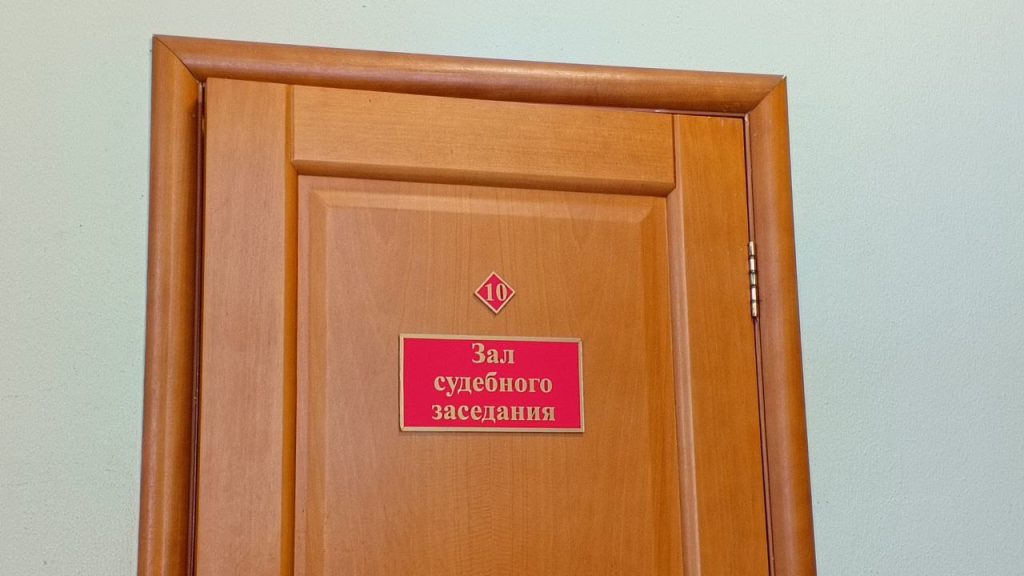 10
Зал
судебного
заседания